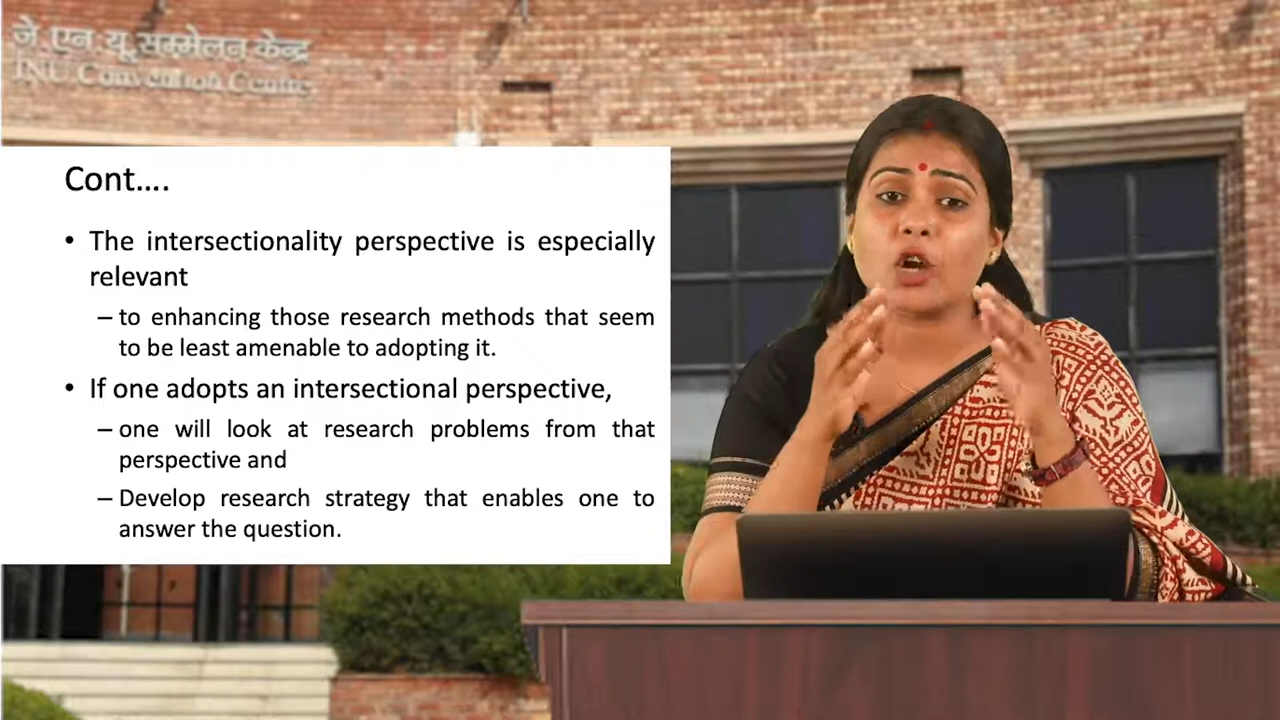 जे.एन.यू.सम्मेलन केन्द्र
JNU Convention Centre
Cont....
• The intersectionality perspective is especially
relevant
– to enhancing those research methods that seem
to be least amenable to adopting it.
• If one adopts an intersectional perspective,
– one will look at research problems from that
perspective and
– Develop research strategy that enables one to
answer the question.